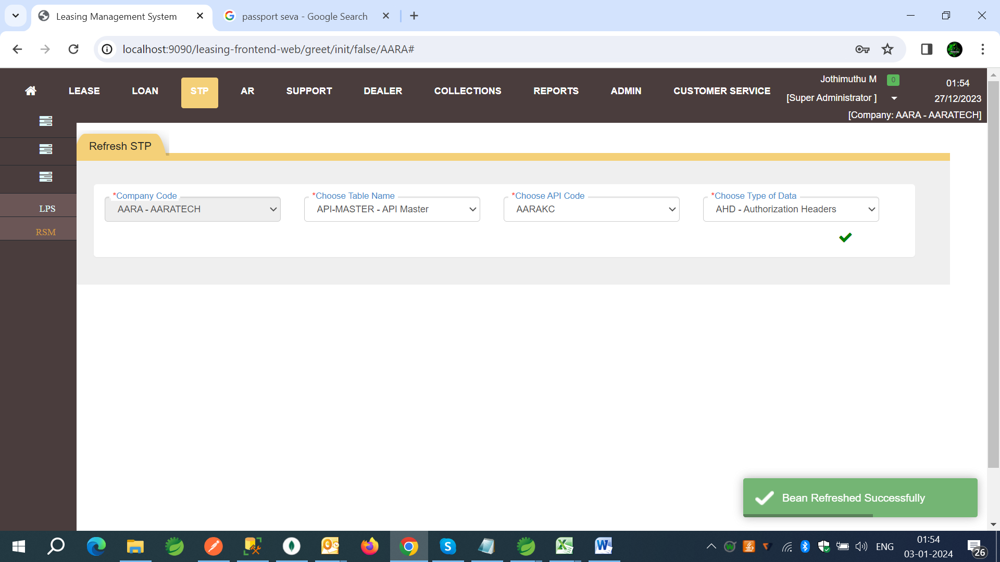 Leasing Management System
passport seva - Google Search
localhost:9090/leasing-frontend-web/greet/init/false/AARA#
LEASE LOAN STP AR SUPPORT DEALER COLLECTIONS REPORTS ADMIN CUSTOMER SERVICE
Jothimuthu M 0
[Super Administrator ]
01:54
27/12/2023
[Company: AARA - AARATECH]
LPS
RSM
Refresh STP
*Company Code
AARA - AARATECH
*Choose Table Name
API-MASTER - API Master
*Choose API Code
AARAKC
*Choose Type of Data
AHD - Authorization Headers
Bean Refreshed Successfully
ENG
01:54
03-01-2024
26